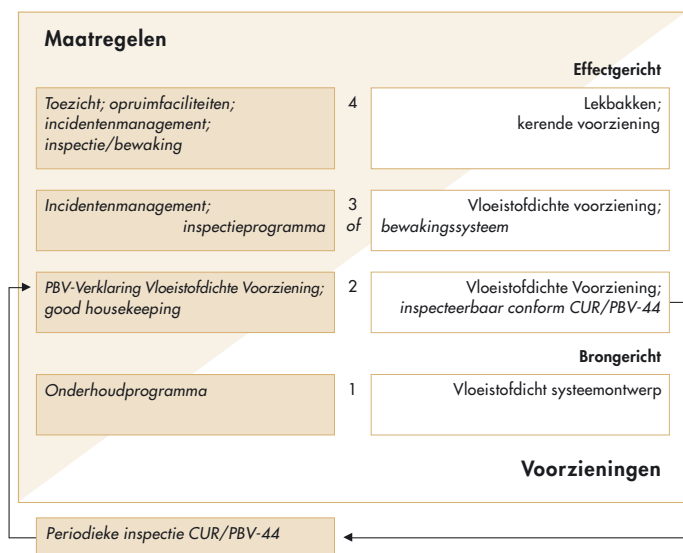 Maatregelen
Effectgericht
Toezicht; opruimfaciliteiten;
incidentenmanagement;
inspectie/bewaking
4
Lekbakken;
kerende voorziening
Incidentenmanagement;
inspectieprogramma
3
of
Vloeistofdichte voorziening;
bewakingssysteem
PBV-Verklaring Vloeistofdichte Voorziening;
good housekeeping
2
Vloeistofdichte Voorziening;
inspecteerbaar conform CUR/PBV-44
Brongericht
Onderhoudprogramma
1
Vloeistofdicht systeemontwerp
Voorzieningen
Periodieke inspectie CUR/PBV-44